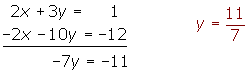 2x + 3y = 1
-2x -10y = -12
-7y = -11
y = 11/7